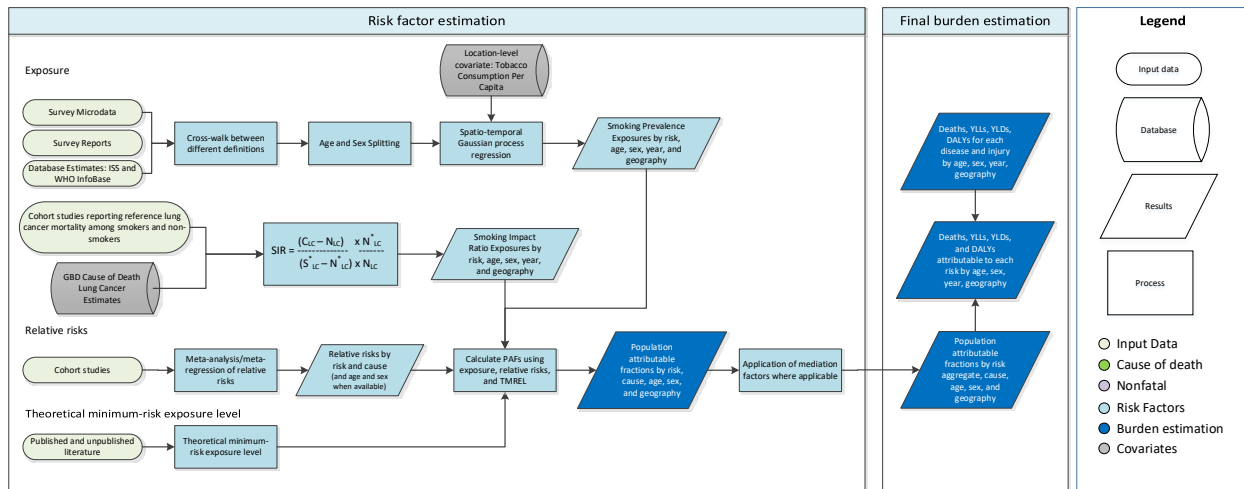 Risk factor estimation
Final burden estimation
Legend
Exposure
Location-level
covariate: Tobacco
Consumption Per
Capita
Survey Microdata
Survey Reports
Database Estimates: ISS and
WHO InfoBase
Cross-walk between
different definitions
Age and Sex Splitting
Spatio-temporal
Gaussian process
regression
Smoking Prevalence
Exposures by risk,
age, sex, year, and
geography
Cohort studies reporting reference lung
cancer mortality among smokers and non-
smokers
GBD Cause of Death
Lung Cancer
Estimates
SIR = (C_LC – N_LC) x N*_LC
--------------- -------
(S*_LC – N*_LC) x N_LC
Smoking Impact
Ratio Exposures by
risk, age, sex, year,
and geography
Relative risks
Cohort studies
Meta-analysis/meta-
regression of relative
risks
Relative risks by
risk and cause
(and age and sex
when available)
Calculate PAFs using
exposure, relative risks,
and TMREL
Population
attributable
fractions by risk,
cause, age, sex,
and geography
Application of mediation
factors where applicable
Theoretical minimum-risk exposure level
Published and unpublished
literature
Theoretical minimum-
risk exposure level
Deaths, YLLs, YLDs,
DALYs for each
disease and injury
by age, sex, year,
geography
Deaths, YLLs, YLDs,
and DALYs
attributable to each
risk by age, sex,
year, geography
Population
attributable
fractions by risk
aggregate, cause,
age, sex, and
geography
Input data
Database
Results
Process
Input Data
Cause of death
Nonfatal
Risk Factors
Burden estimation
Covariates